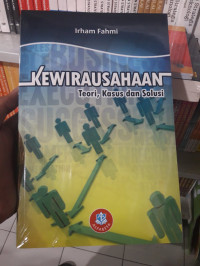 Irham Fahmi
KEWIRAUSAHAAN
Teori, Kasus dan Solusi